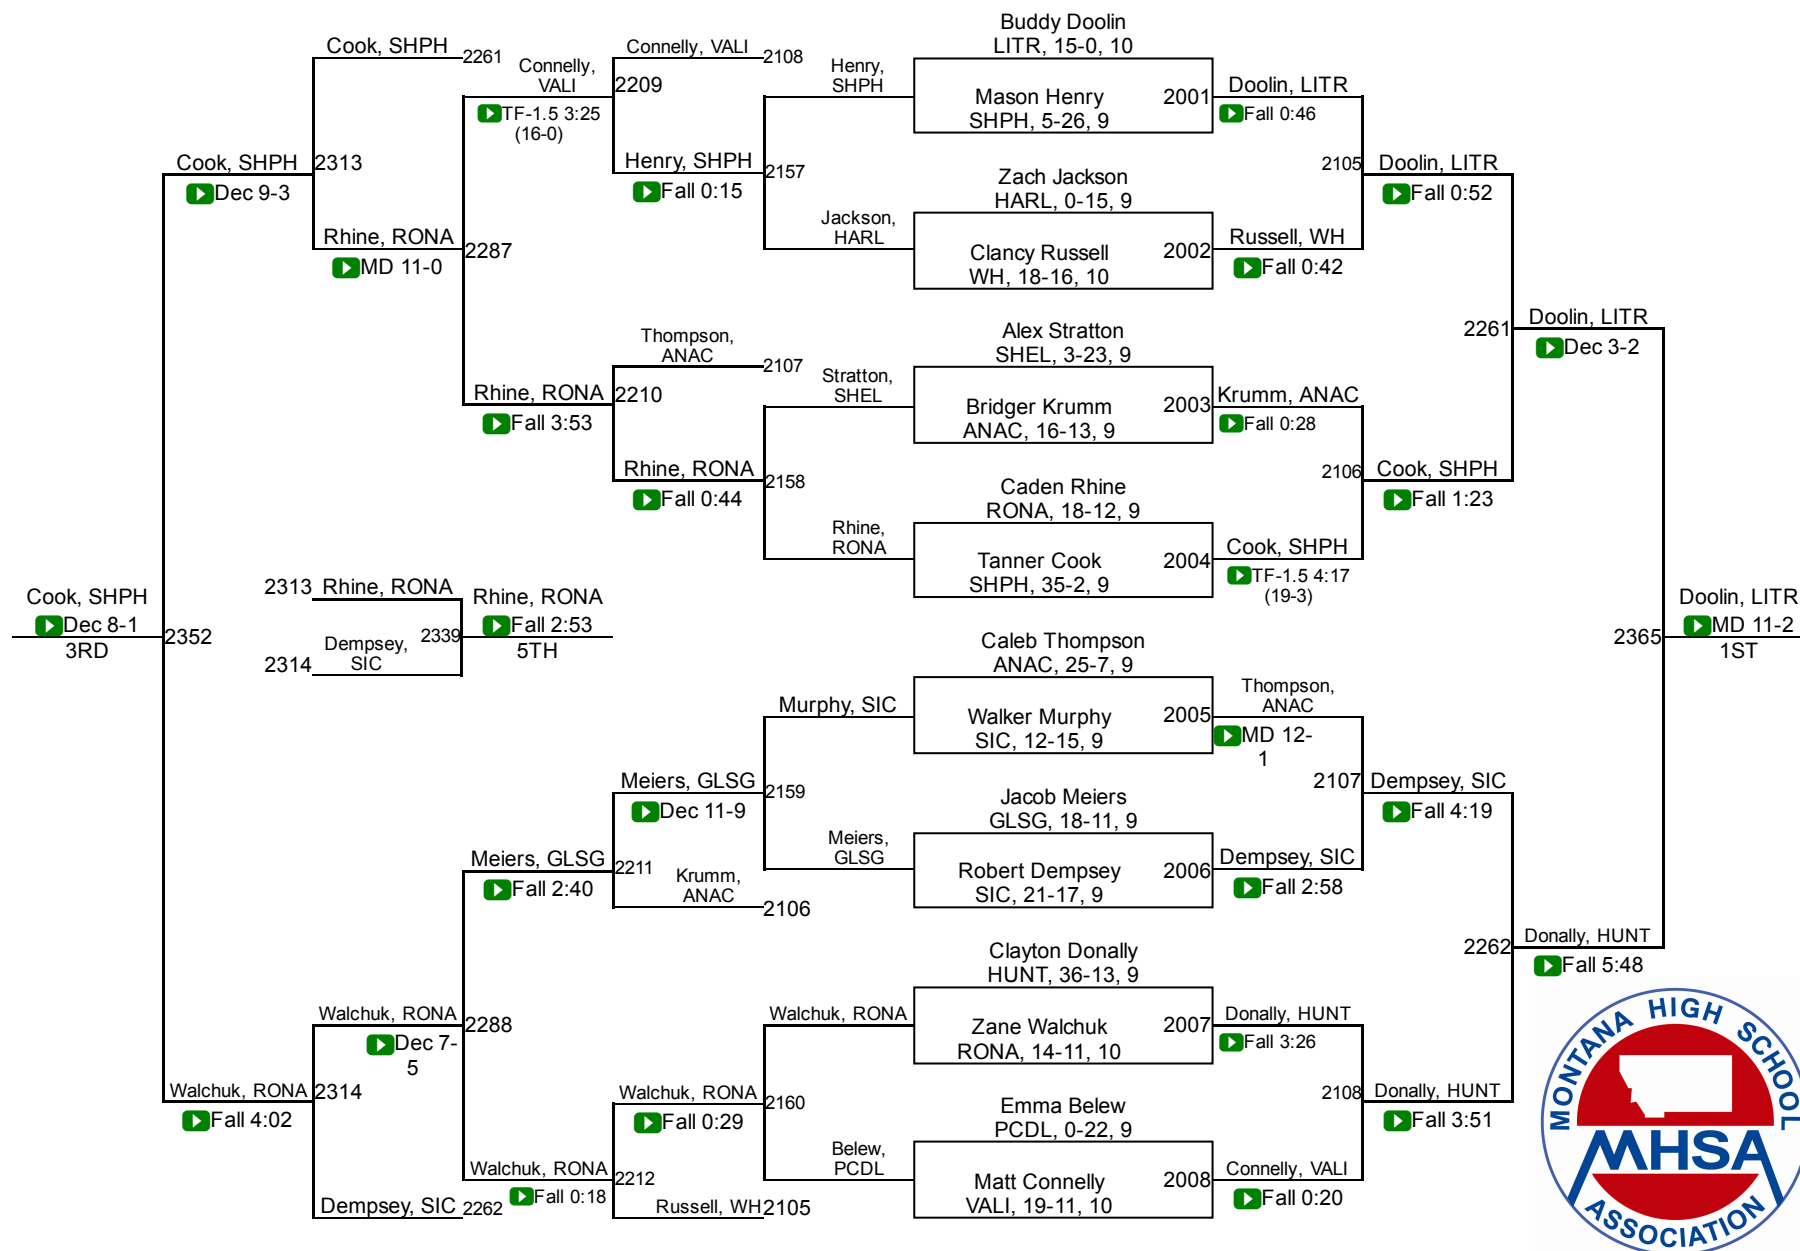 Buddy Doolin
LITR, 15-0, 10
Cook, SHPH
2261
Connelly, VALI
2108
Connelly,
VALI
2209
Henry,
SHPH
Mason Henry
SHPH, 5-26, 9
2001
Doolin, LITR
Fall 0:46
TF-1.5 3:25
(16-0)
Cook, SHPH
2313
Dec 9-3
Henry, SHPH
2157
Fall 0:15
Zach Jackson
HARL, 0-15, 9
2105
Doolin, LITR
Fall 0:52
Rhine, RONA
2287
MD 11-0
Jackson,
HARL
Clancy Russell
WH, 18-16, 10
2002
Russell, WH
Fall 0:42
Thompson,
ANAC
2107
Alex Stratton
SHEL, 3-23, 9
2261
Doolin, LITR
Dec 3-2
Rhine, RONA
2210
Fall 3:53
Stratton,
SHEL
Bridger Krumm
ANAC, 16-13, 9
2003
Krumm, ANAC
Fall 0:28
Rhine, RONA
2158
Fall 0:44
Caden Rhine
RONA, 18-12, 9
2106
Cook, SHPH
Fall 1:23
Rhine,
RONA
Tanner Cook
SHPH, 35-2, 9
2004
Cook, SHPH
TF-1.5 4:17
(19-3)
Cook, SHPH
Dec 8-1
3RD
2352
2313
Rhine, RONA
2314
Dempsey,
SIC
2339
Rhine, RONA
Fall 2:53
5TH
2365
Doolin, LITR
MD 11-2
1ST
Caleb Thompson
ANAC, 25-7, 9
Murphy, SIC
Walker Murphy
SIC, 12-15, 9
2005
Thompson,
ANAC
MD 12-
1
Meiers, GLSG
2159
Dec 11-9
Jacob Meiers
GLSG, 18-11, 9
2107
Dempsey, SIC
Fall 4:19
Meiers, GLSG
2211
Fall 2:40
Krumm,
ANAC
2106
Meiers,
GLSG
Robert Dempsey
SIC, 21-17, 9
2006
Dempsey, SIC
Fall 2:58
Clayton Donally
HUNT, 36-13, 9
2262
Donally, HUNT
Fall 5:48
Walchuk, RONA
2288
Dec 7-
5
Walchuk, RONA
Zane Walchuk
RONA, 14-11, 10
2007
Donally, HUNT
Fall 3:26
Walchuk, RONA
2314
Fall 4:02
Walchuk, RONA
2160
Fall 0:29
Emma Belew
PCDL, 0-22, 9
2108
Donally, HUNT
Fall 3:51
Walchuk, RONA
2212
Fall 0:18
Belew,
PCDL
Matt Connelly
VALI, 19-11, 10
2008
Connelly, VALI
Fall 0:20
Dempsey, SIC
2262
Russell, WH
2105
MONTANA HIGH SCHOOL
MHSA
ASSOCIATION